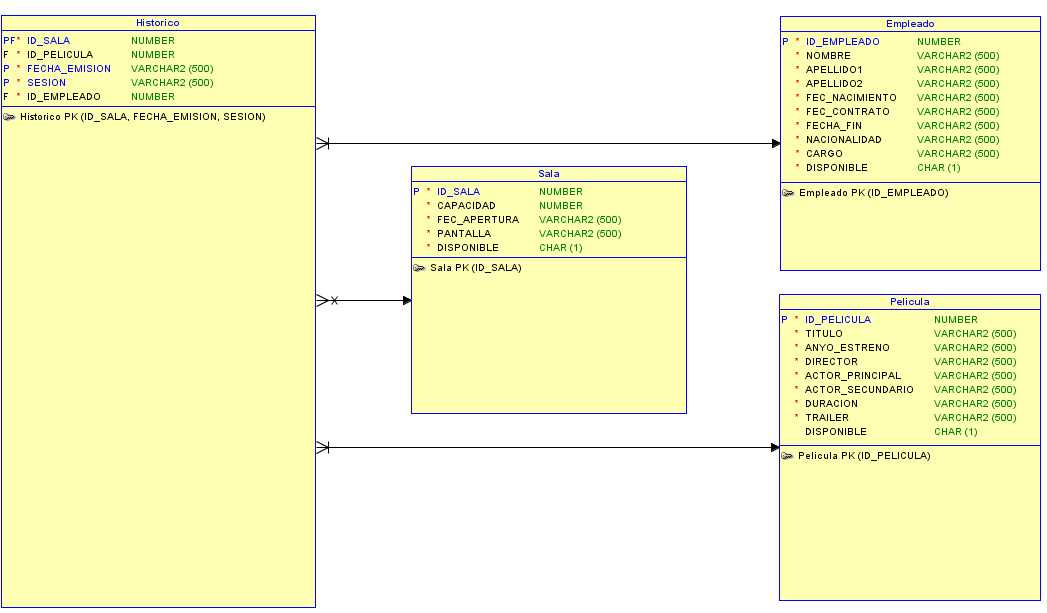 Historico
PF* ID_SALA NUMBER
F * ID_PELICULA NUMBER
P * FECHA_EMISION VARCHAR2 (500)
P * SESION VARCHAR2 (500)
F * ID_EMPLEADO NUMBER
Historico PK (ID_SALA, FECHA_EMISION, SESION)
Sala
P * ID_SALA NUMBER
* CAPACIDAD NUMBER
* FEC_APERTURA VARCHAR2 (500)
* PANTALLA VARCHAR2 (500)
* DISPONIBLE CHAR (1)
Sala PK (ID_SALA)
Empleado
P * ID_EMPLEADO NUMBER
* NOMBRE VARCHAR2 (500)
* APELLIDO1 VARCHAR2 (500)
* APELLIDO2 VARCHAR2 (500)
* FEC_NACIMIENTO VARCHAR2 (500)
* FEC_CONTRATO VARCHAR2 (500)
* FECHA_FIN VARCHAR2 (500)
* NACIONALIDAD VARCHAR2 (500)
* CARGO VARCHAR2 (500)
* DISPONIBLE CHAR (1)
Empleado PK (ID_EMPLEADO)
Pelicula
P * ID_PELICULA NUMBER
* TITULO VARCHAR2 (500)
* ANYO_ESTRENO VARCHAR2 (500)
* DIRECTOR VARCHAR2 (500)
* ACTOR_PRINCIPAL VARCHAR2 (500)
* ACTOR_SECUNDARIO VARCHAR2 (500)
* DURACION VARCHAR2 (500)
* TRAILER VARCHAR2 (500)
DISPONIBLE CHAR (1)
Pelicula PK (ID_PELICULA)